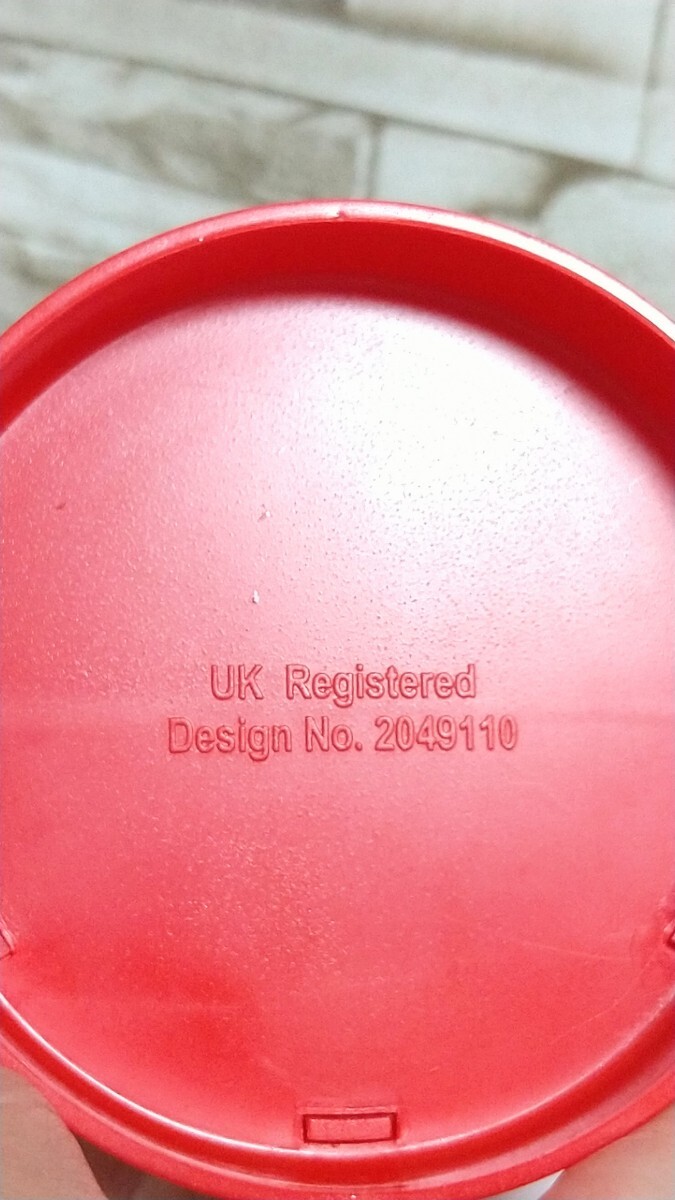 UK Registered
Design No. 2049110